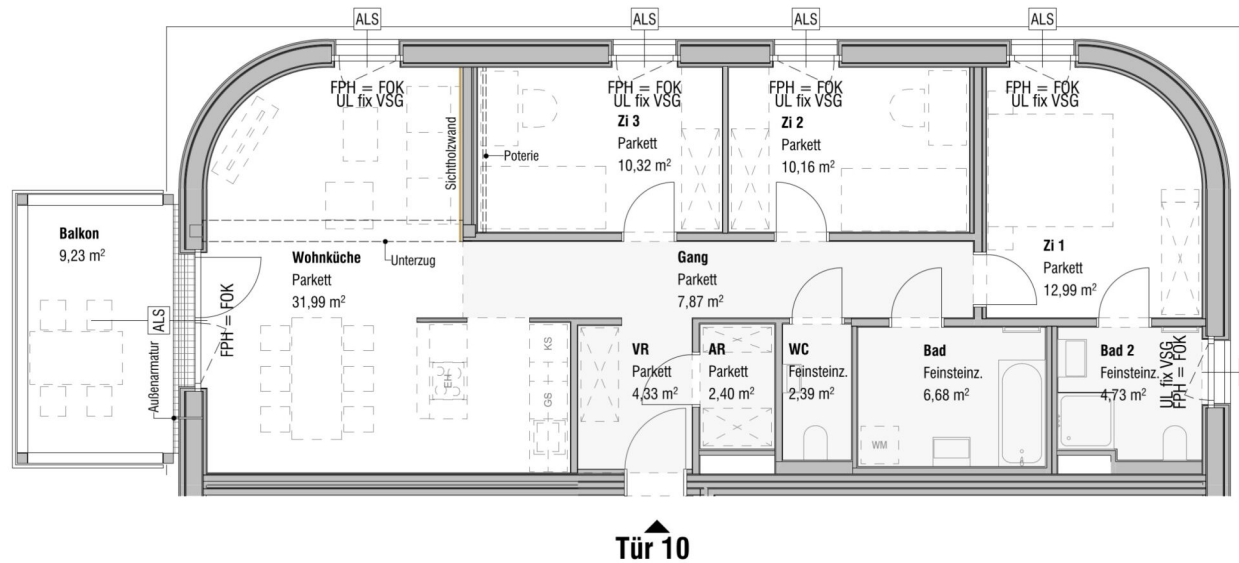 ALS
ALS
ALS
ALS
FPH = FOK
UL fix VSG
FPH = FOK
UL fix VSG
FPH = FOK
UL fix VSG
FPH = FOK
UL fix VSG
Sichtholzwand
Poterie
Zi 3
Parkett
10,32 m²
Zi 2
Parkett
10,16 m²
Balkon
9,23 m²
Wohnküche
Parkett
31,99 m²
Unterzug
Gang
Parkett
7,87 m²
Zi 1
Parkett
12,99 m²
ALS
FPH = FOK
Außenarmatur
EH
KS
GS
VR
Parkett
4,33 m²
AR
Parkett
2,40 m²
WC
Feinsteinz.
2,39 m²
Bad
Feinsteinz.
6,68 m²
WM
Bad 2
Feinsteinz.
4,73 m²
UL fix VSG
FPH = FOK
Tür 10